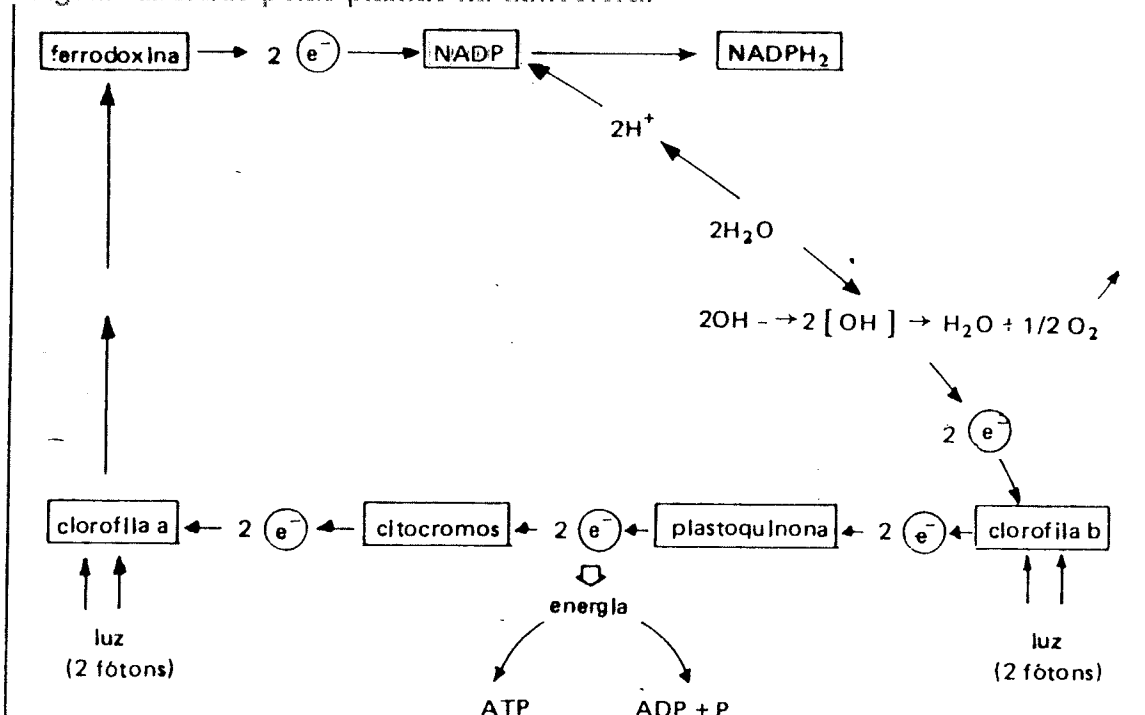 ferrodoxina → 2 e⁻ → NADP → NADPH₂
2H⁺
2H₂O
2OH - → 2 [ OH ] → H₂O + 1/2 O₂
2 e⁻
clorofila a ← 2 e⁻ ← citocromos ← 2 e⁻ ← plastoquinona ← 2 e⁻ ← clorofila b
energia
luz
(2 fótons)
luz
(2 fótons)
ATP ADP + P